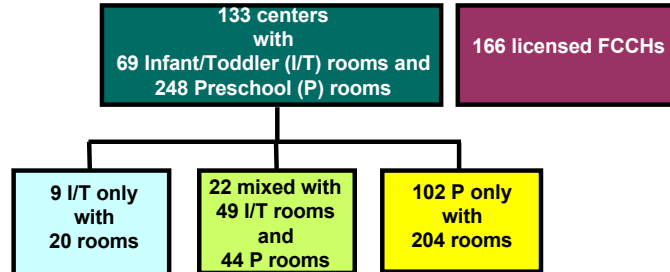 133 centers
with
69 Infant/Toddler (I/T) rooms and
248 Preschool (P) rooms
166 licensed FCCHs
9 I/T only
with
20 rooms
22 mixed with
49 I/T rooms
and
44 P rooms
102 P only
with
204 rooms